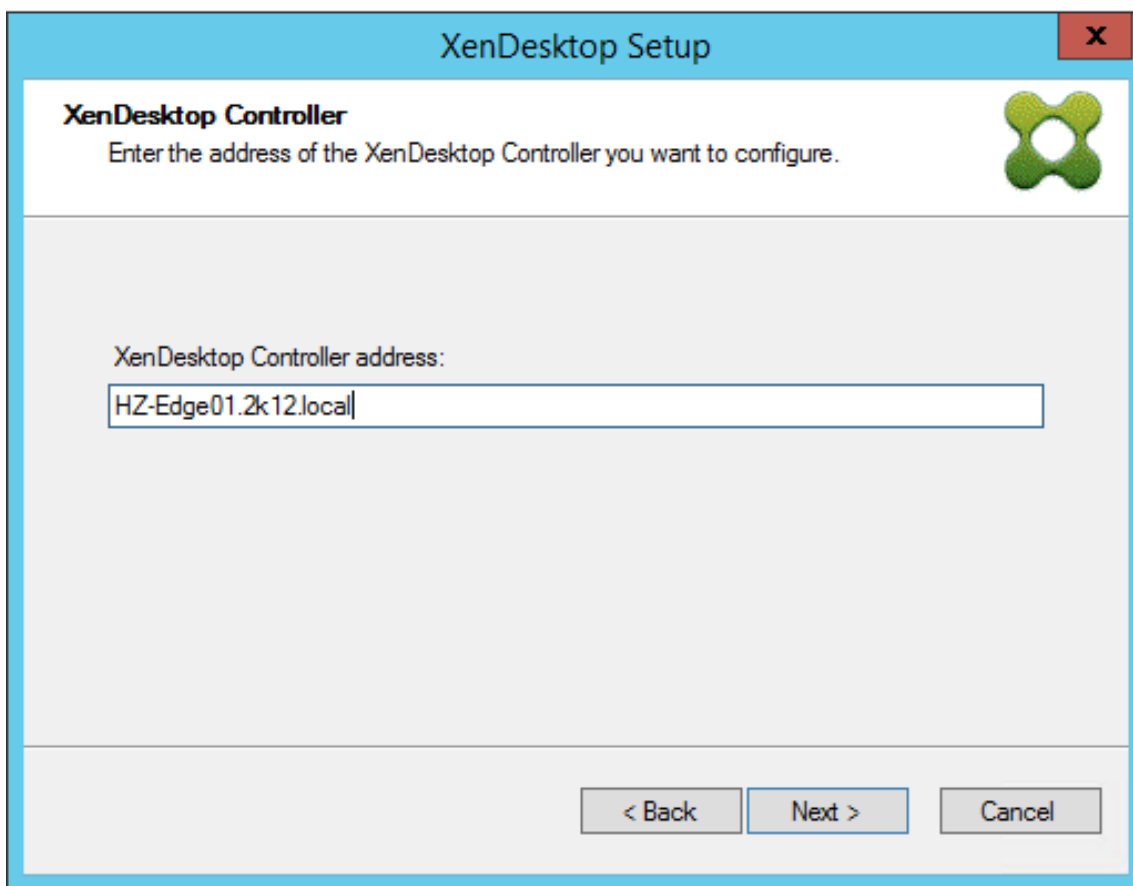 XenDesktop Setup
X
XenDesktop Controller
Enter the address of the XenDesktop Controller you want to configure.
XenDesktop Controller address:
HZ-Edge01.2k12.local
< Back Next > Cancel